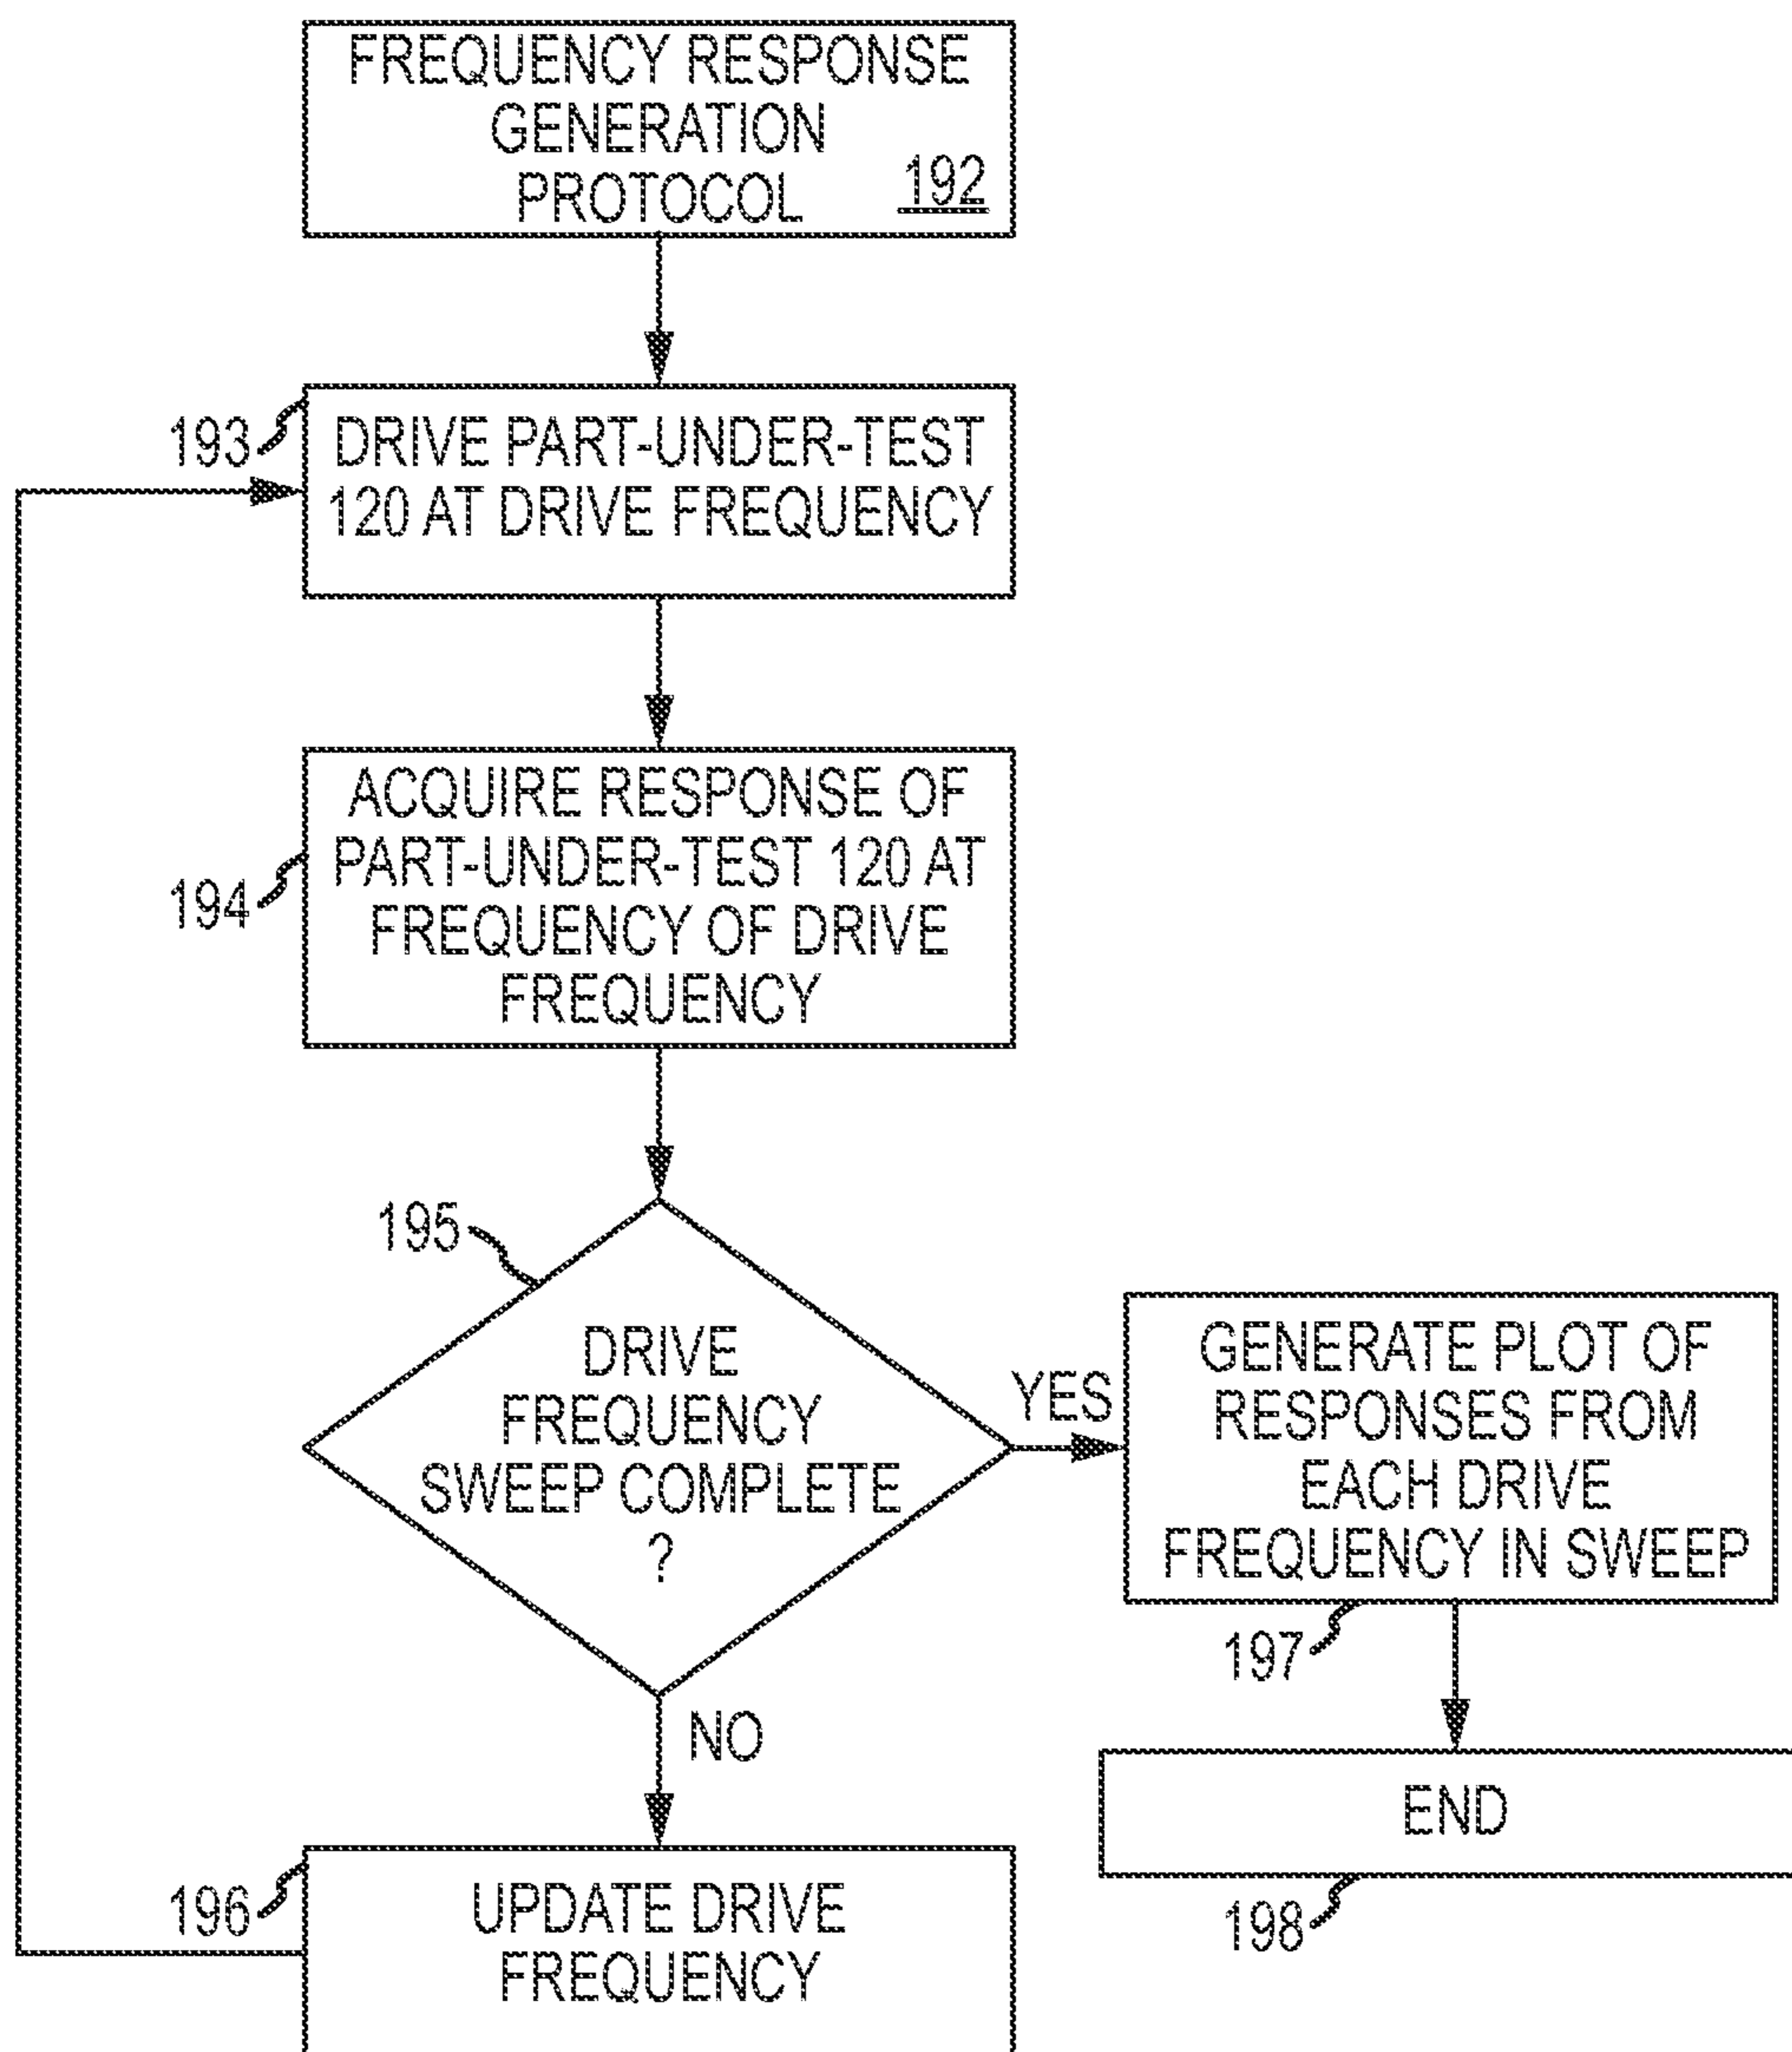 FREQUENCY RESPONSE
GENERATION
PROTOCOL
192
193
DRIVE PART-UNDER-TEST
120 AT DRIVE FREQUENCY
ACQUIRE RESPONSE OF
PART-UNDER-TEST 120 AT
FREQUENCY OF DRIVE
FREQUENCY
194
195
DRIVE
FREQUENCY
SWEEP COMPLETE
?
YES
GENERATE PLOT OF
RESPONSES FROM
EACH DRIVE
FREQUENCY IN SWEEP
197
NO
END
198
196
UPDATE DRIVE
FREQUENCY